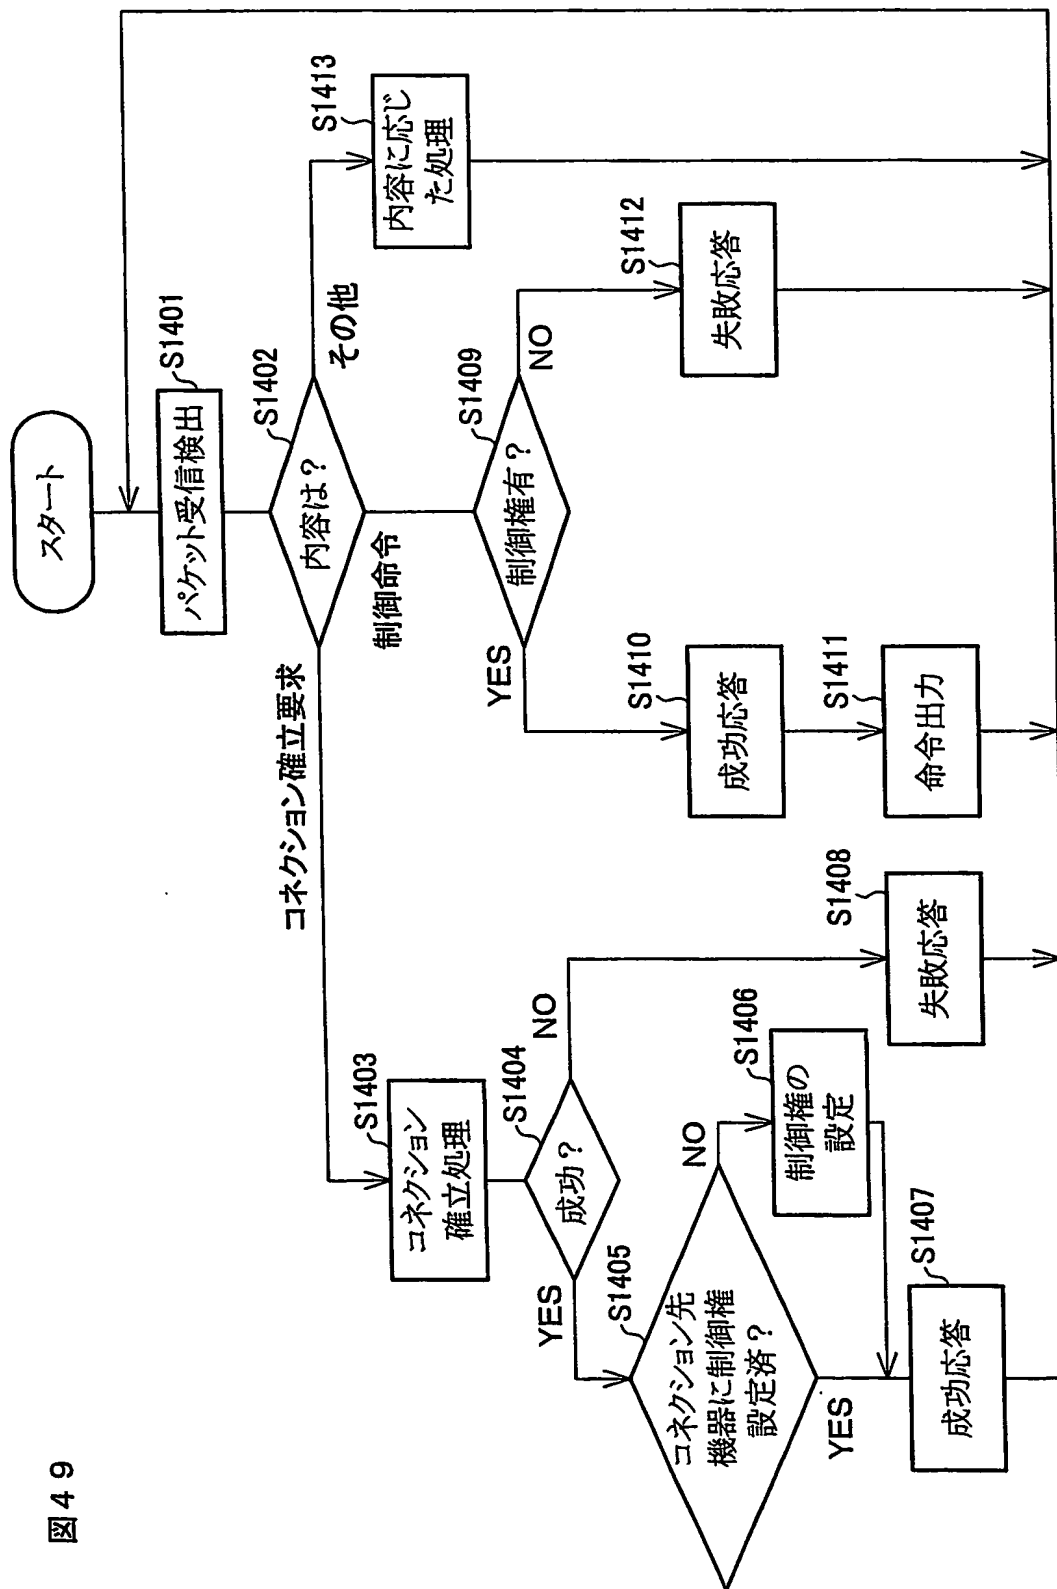 図49
スタート
S1401
パケット受信検出
S1402
内容は?
コネクション確立要求
制御命令
その他
S1403
コネクション
確立処理
S1404
成功?
YES
NO
S1405
コネクション先
機器に制御権
設定済?
NO
YES
S1406
制御権の
設定
S1407
成功応答
S1408
失敗応答
S1409
制御権有?
YES
NO
S1410
成功応答
S1411
命令出力
S1412
失敗応答
S1413
内容に応じ
た処理